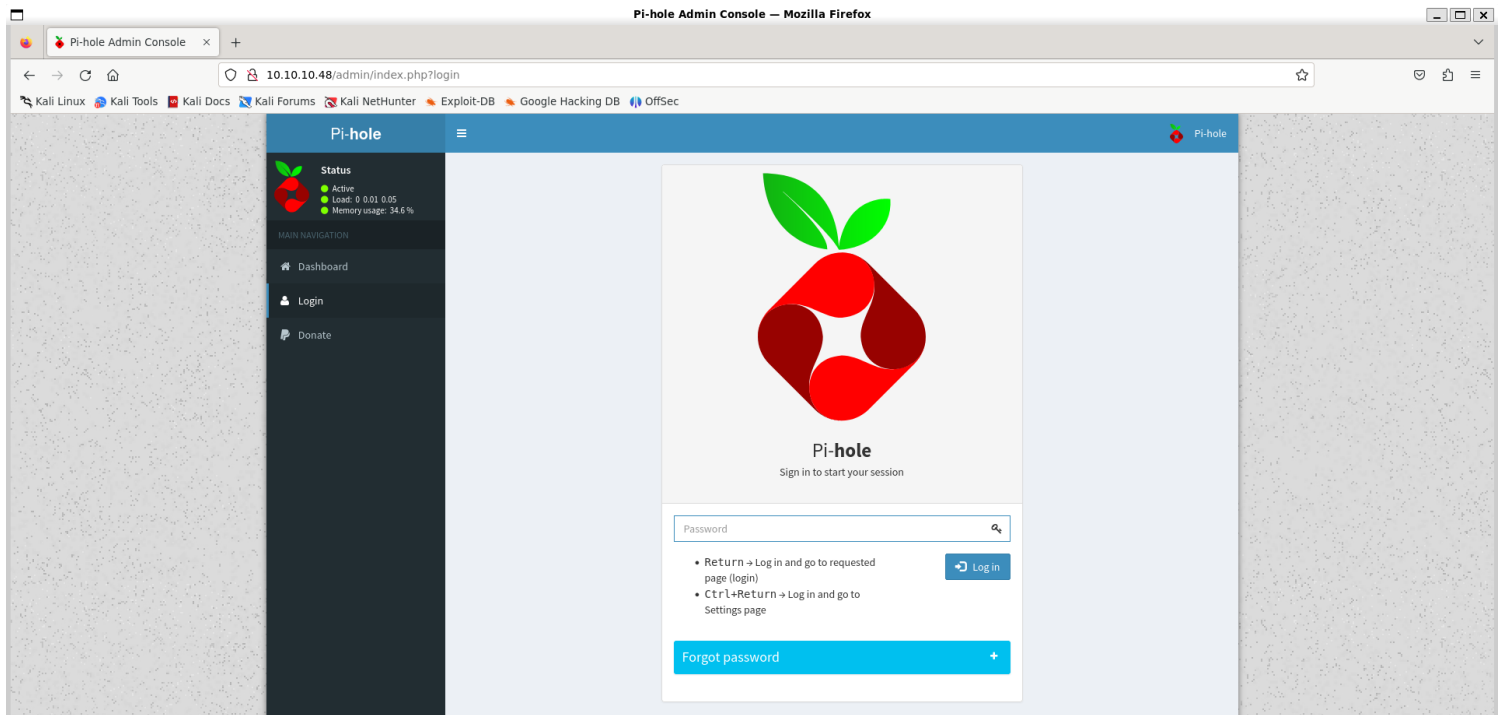 Pi-hole Admin Console — Mozilla Firefox
Pi-hole Admin Console
10.10.10.48/admin/index.php?login
Kali Linux Kali Tools Kali Docs Kali Forums Kali NetHunter Exploit-DB Google Hacking DB OffSec
Pi-hole
Pi-hole
Status
Active
Load: 0 0.01 0.05
Memory usage: 34.6 %
MAIN NAVIGATION
Dashboard
Login
Donate
Pi-hole
Sign in to start your session
Password
Return → Log in and go to requested
page (login)
Ctrl+Return → Log in and go to
Settings page
Log in
Forgot password